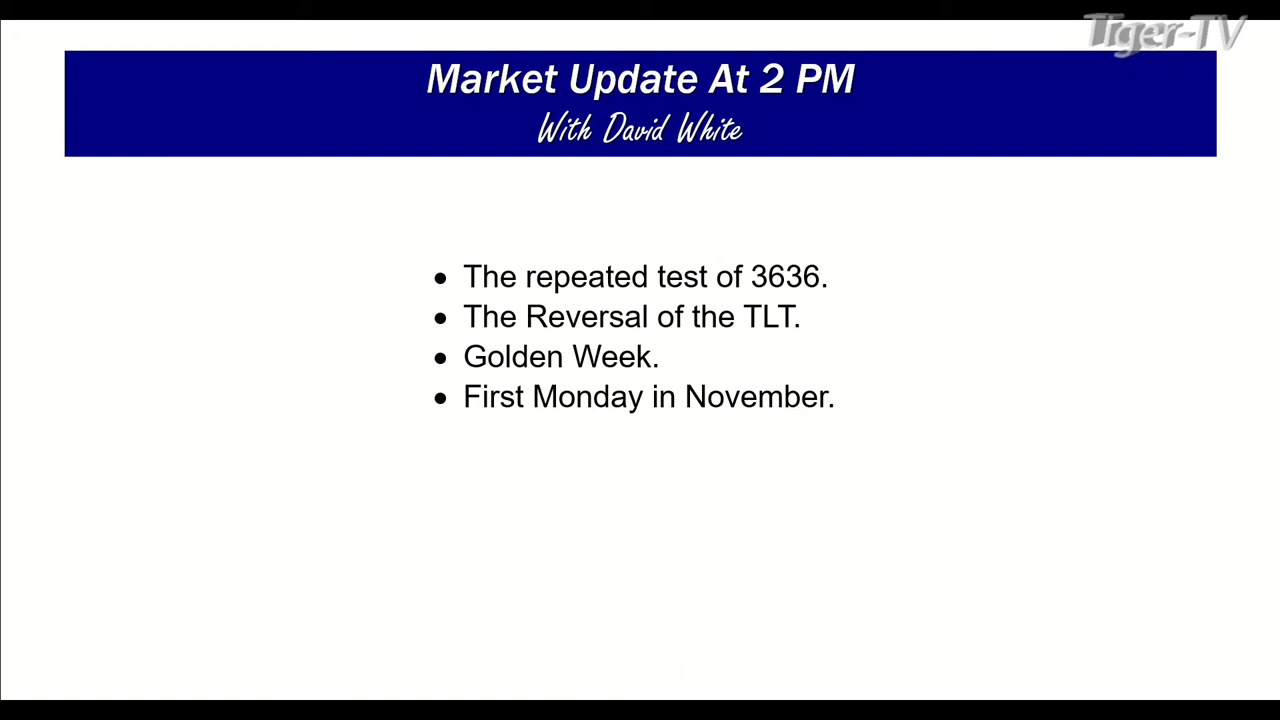 Tiger-TV
Market Update At 2 PM
With David White
• The repeated test of 3636.
• The Reversal of the TLT.
• Golden Week.
• First Monday in November.